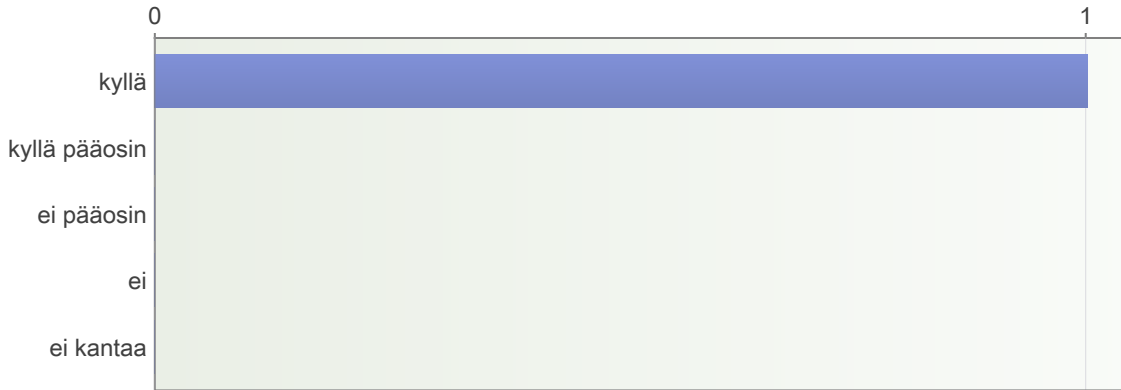 0 1
kyllä
kyllä pääosin
ei pääosin
ei
ei kantaa